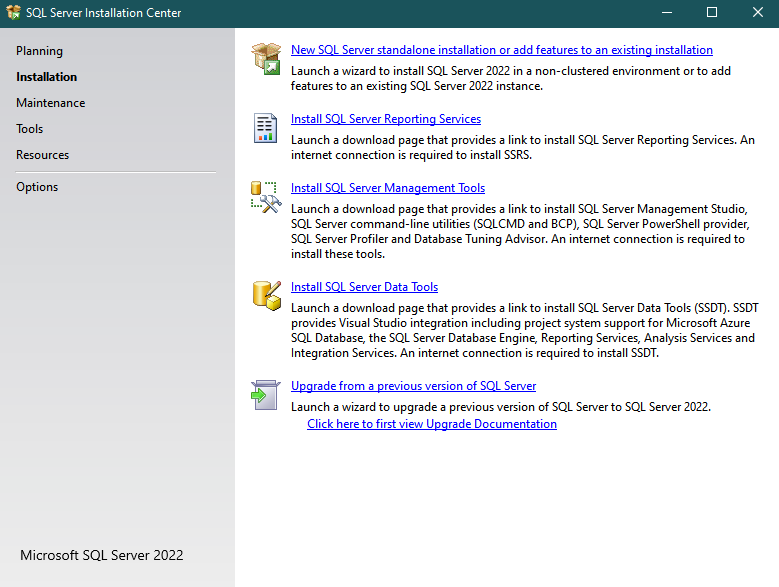 SQL Server Installation Center
Planning
Installation
Maintenance
Tools
Resources
Options
Microsoft SQL Server 2022
New SQL Server standalone installation or add features to an existing installation
Launch a wizard to install SQL Server 2022 in a non-clustered environment or to add
features to an existing SQL Server 2022 instance.
Install SQL Server Reporting Services
Launch a download page that provides a link to install SQL Server Reporting Services. An
internet connection is required to install SSRS.
Install SQL Server Management Tools
Launch a download page that provides a link to install SQL Server Management Studio,
SQL Server command-line utilities (SQLCMD and BCP), SQL Server PowerShell provider,
SQL Server Profiler and Database Tuning Advisor. An internet connection is required to
install these tools.
Install SQL Server Data Tools
Launch a download page that provides a link to install SQL Server Data Tools (SSDT). SSDT
provides Visual Studio integration including project system support for Microsoft Azure
SQL Database, the SQL Server Database Engine, Reporting Services, Analysis Services and
Integration Services. An internet connection is required to install SSDT.
Upgrade from a previous version of SQL Server
Launch a wizard to upgrade a previous version of SQL Server to SQL Server 2022.
Click here to first view Upgrade Documentation